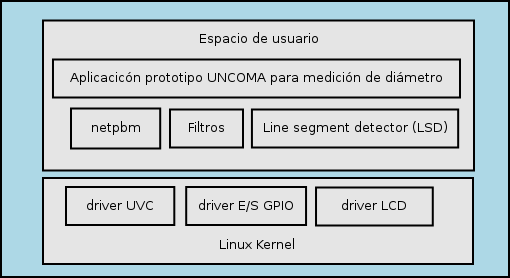 Espacio de usuario
Aplicacicón prototipo UNCOMA para medición de diámetro
netpbm
Filtros
Line segment detector (LSD)
driver UVC
driver E/S GPIO
driver LCD
Linux Kernel